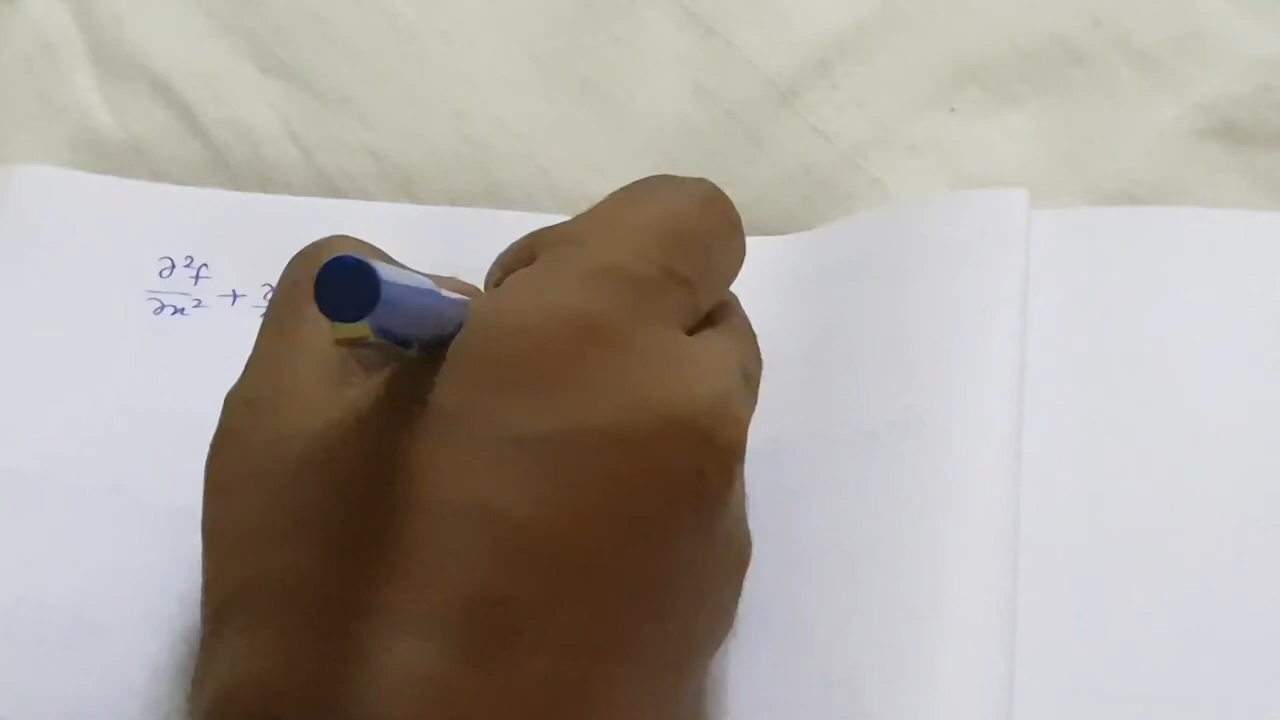 ∂²f/∂x² + ∂